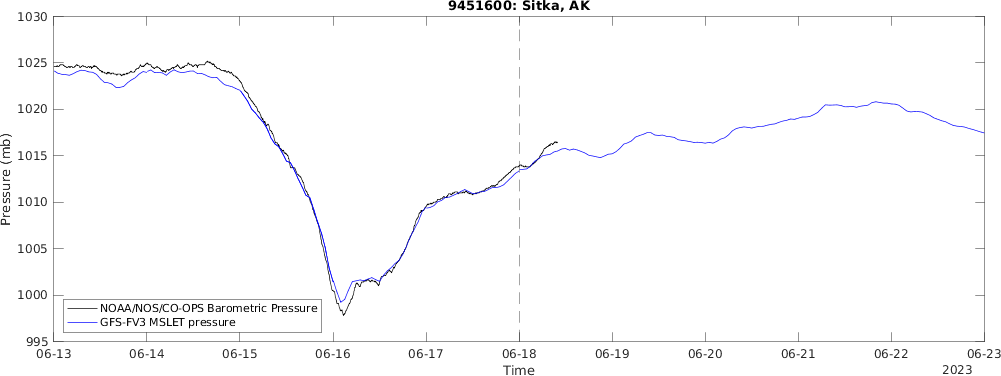 9451600: Sitka, AK
1030
1025
1020
1015
1010
1005
1000
995
Pressure (mb)
NOAA/NOS/CO-OPS Barometric Pressure
GFS-FV3 MSLET pressure
06-13 06-14 06-15 06-16 06-17 06-18 06-19 06-20 06-21 06-22 06-23
Time
2023